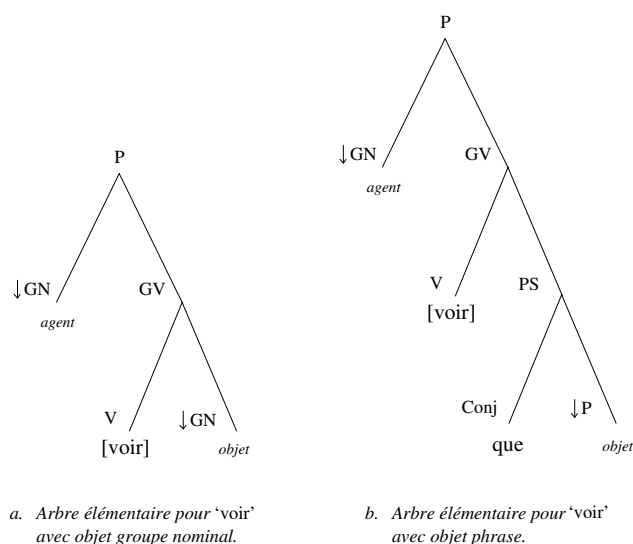 P
↓GN
agent
GV
V
[voir]
↓GN
objet
a. Arbre élémentaire pour ‘voir’
avec objet groupe nominal.
P
↓GN
agent
GV
V
[voir]
PS
Conj
que
↓P
objet
b. Arbre élémentaire pour ‘voir’
avec objet phrase.